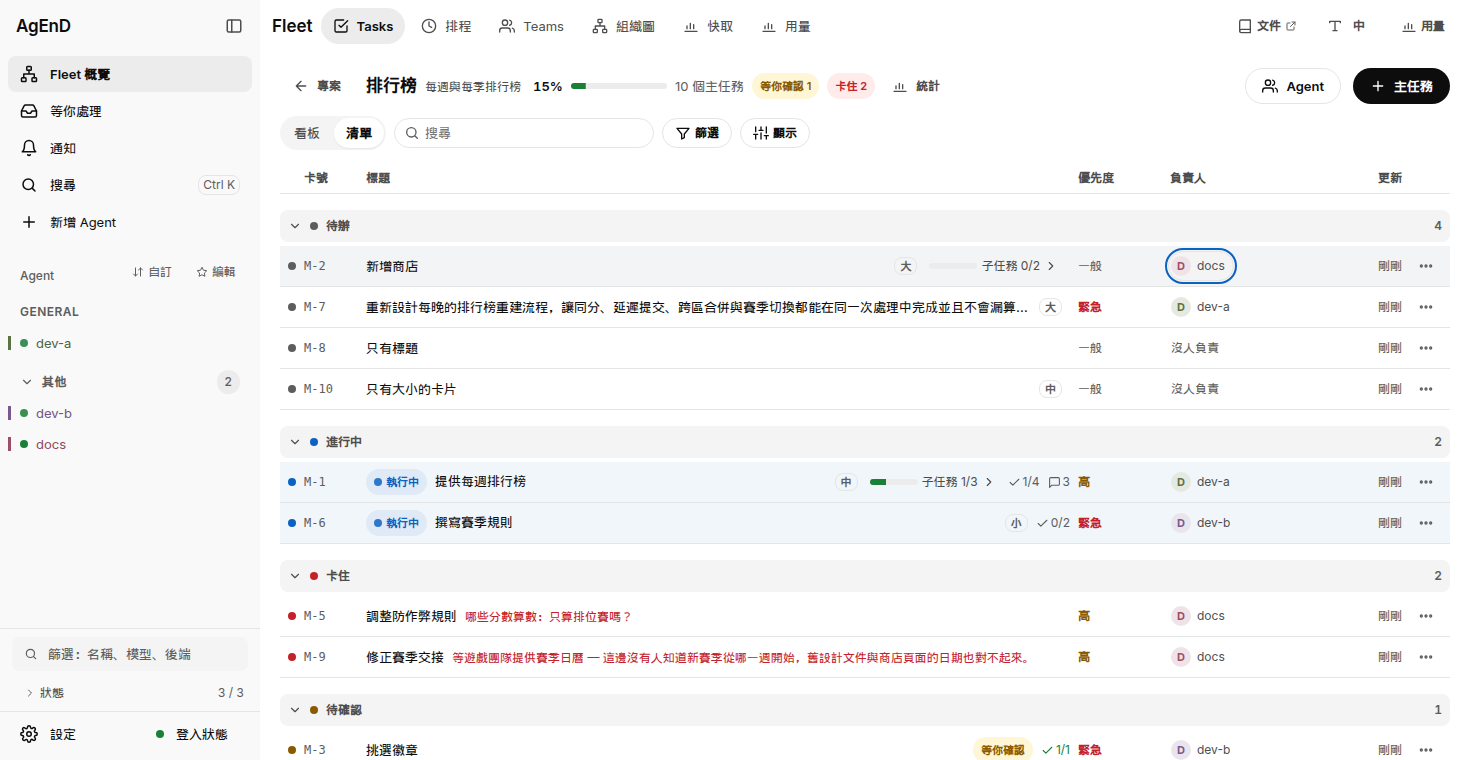 AgEnD
Fleet 概覽
等你處理
通知
搜尋 Ctrl K
新增 Agent
Agent 自訂 編輯
GENERAL
dev-a
其他 2
dev-b
docs
篩選：名稱、模型、後端
狀態 3 / 3
設定 登入狀態
Fleet Tasks 排程 Teams 組織圖 快取 用量 文件 中 用量
專案 排行榜 每週與每季排行榜 15% 10 個主任務 等你確認 1 卡住 2 統計 Agent 主任務
看板 清單 搜尋 篩選 顯示
卡號 標題 優先度 負責人 更新
待辦 4
M-2 新增商店 大 子任務 0/2 一般 D docs 剛剛
M-7 重新設計每晚的排行榜重建流程，讓同分、延遲提交、跨區合併與賽季切換都能在同一次處理中完成並且不會漏算... 大 緊急 D dev-a 剛剛
M-8 只有標題 一般 沒人負責 剛剛
M-10 只有大小的卡片 中 一般 沒人負責 剛剛
進行中 2
M-1 執行中 提供每週排行榜 中 子任務 1/3 1/4 3 高 D dev-a 剛剛
M-6 執行中 撰寫賽季規則 小 0/2 緊急 D dev-b 剛剛
卡住 2
M-5 調整防作弊規則 哪些分數算數：只算排位賽嗎？ 高 D docs 剛剛
M-9 修正賽季交接 等遊戲團隊提供賽季日曆 — 這邊沒有人知道新賽季從哪一週開始，舊設計文件與商店頁面的日期也對不起來。 高 D docs 剛剛
待確認 1
M-3 挑選徽章 等你確認 1/1 緊急 D dev-b 剛剛